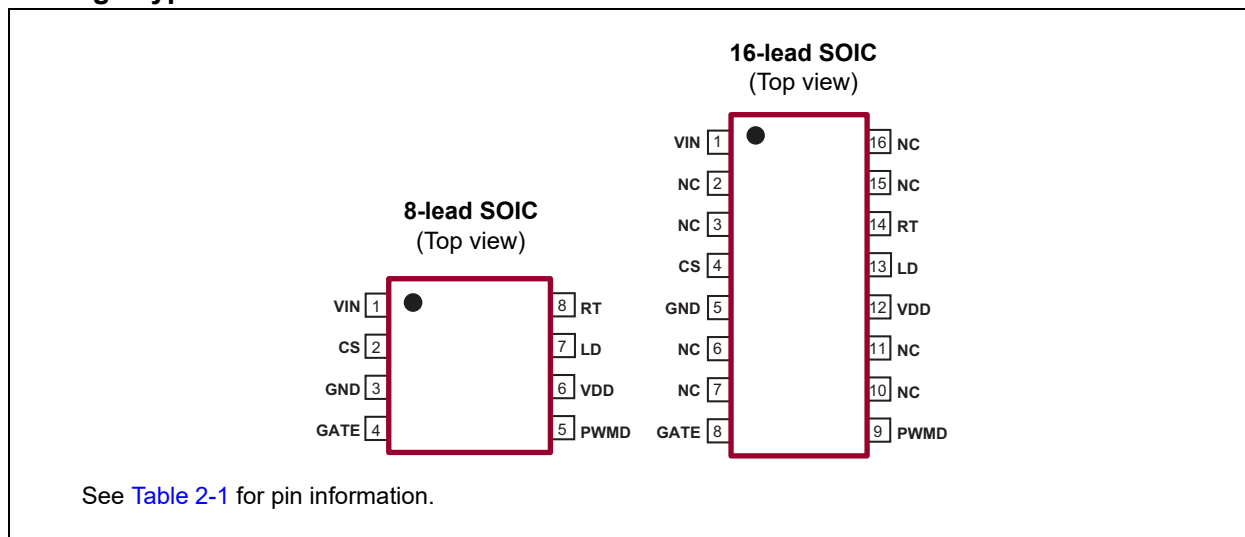 16-lead SOIC
(Top view)
VIN 1
16 NC
NC 2
15 NC
NC 3
14 RT
CS 4
13 LD
GND 5
12 VDD
NC 6
11 NC
NC 7
10 NC
GATE 8
9 PWMD
8-lead SOIC
(Top view)
VIN 1
8 RT
CS 2
7 LD
GND 3
6 VDD
GATE 4
5 PWMD
See Table 2-1 for pin information.